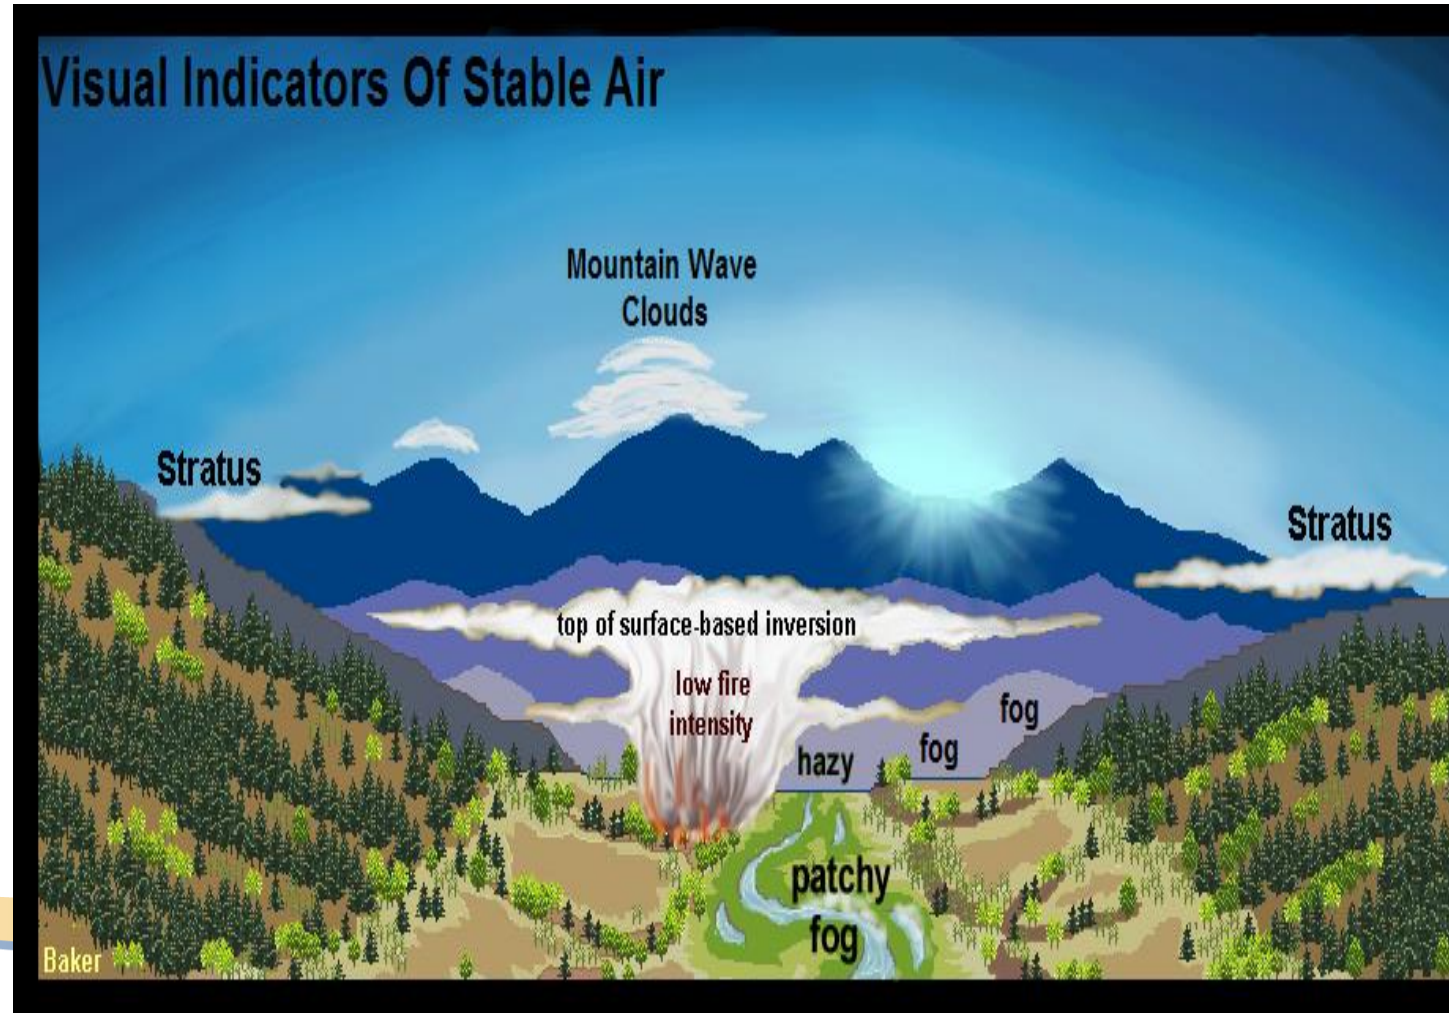 Visual Indicators Of Stable Air
Mountain Wave
Clouds
Stratus
Stratus
top of surface-based inversion
low fire
intensity
fog
fog
hazy
patchy
fog
Baker